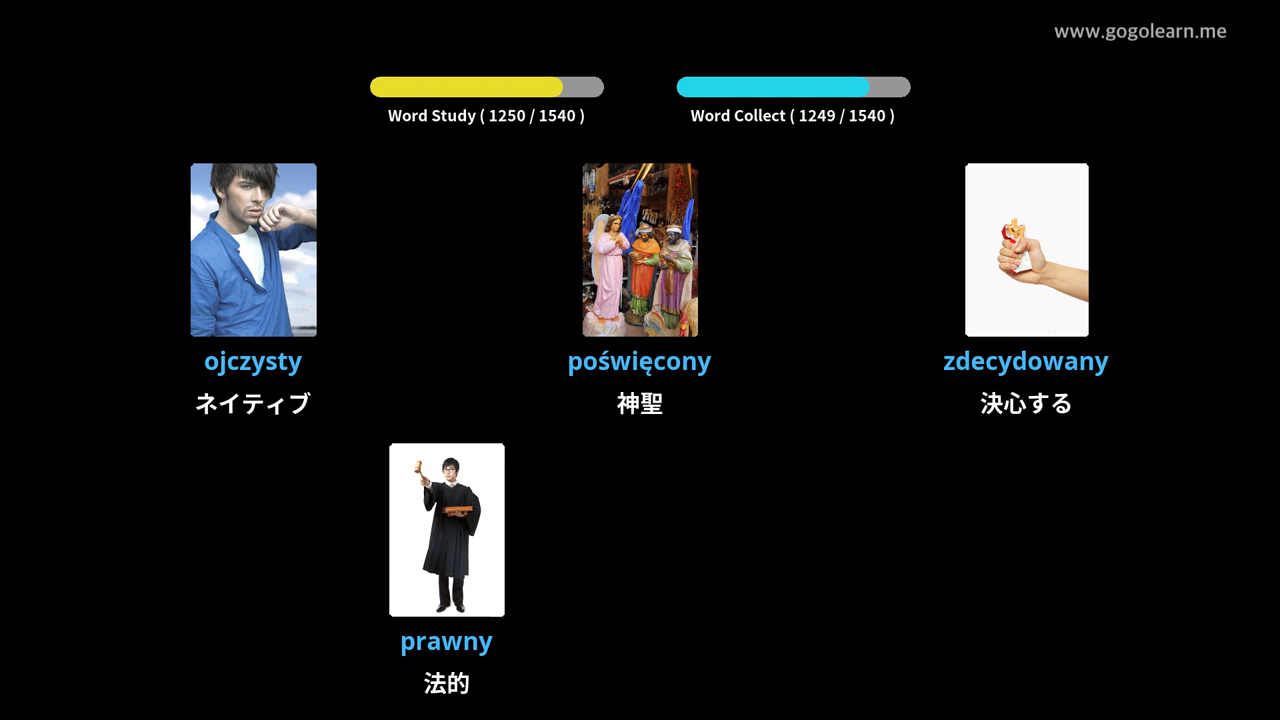 www.gogolearn.me
Word Study ( 1250 / 1540 )
Word Collect ( 1249 / 1540 )
ojczysty
ネイティブ
poświęcony
神聖
zdecydowany
決心する
prawny
法的